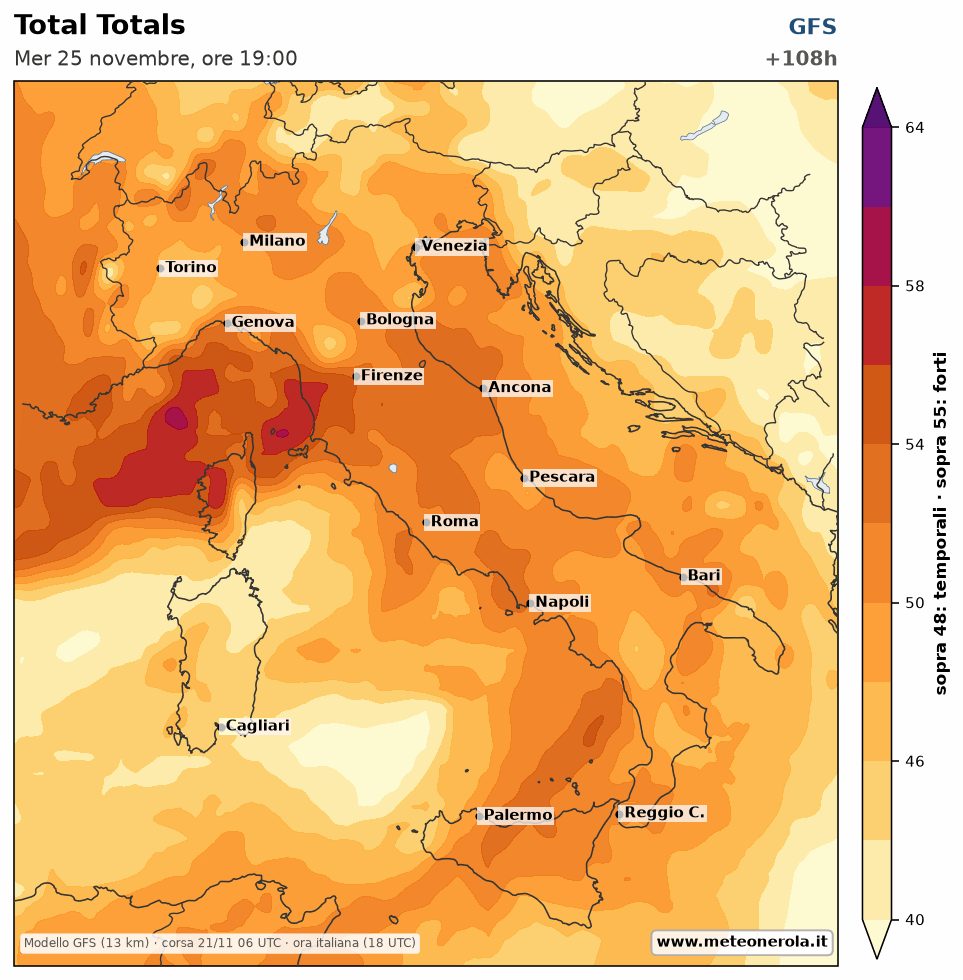 Total Totals
GFS
Mer 25 novembre, ore 19:00
+108h
64
58
54
50
46
40
sopra 48: temporali · sopra 55: forti
Milano
Venezia
Torino
Genova
Bologna
Firenze
Ancona
Pescara
Roma
Bari
Napoli
Cagliari
Palermo
Reggio C.
Modello GFS (13 km) · corsa 21/11 06 UTC · ora italiana (18 UTC)
www.meteonerola.it